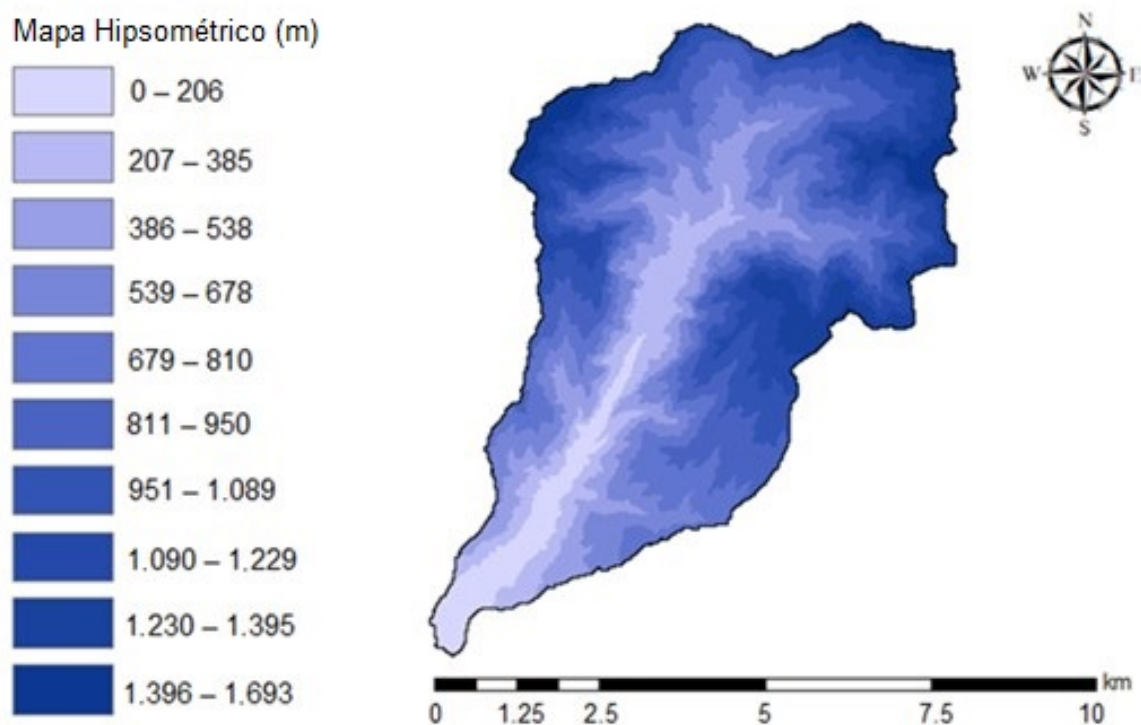 Mapa Hipsométrico (m)
0 – 206
207 – 385
386 – 538
539 – 678
679 – 810
811 – 950
951 – 1.089
1.090 – 1.229
1.230 – 1.395
1.396 – 1.693
N
W E
S
km
0 1.25 2.5 5 7.5 10